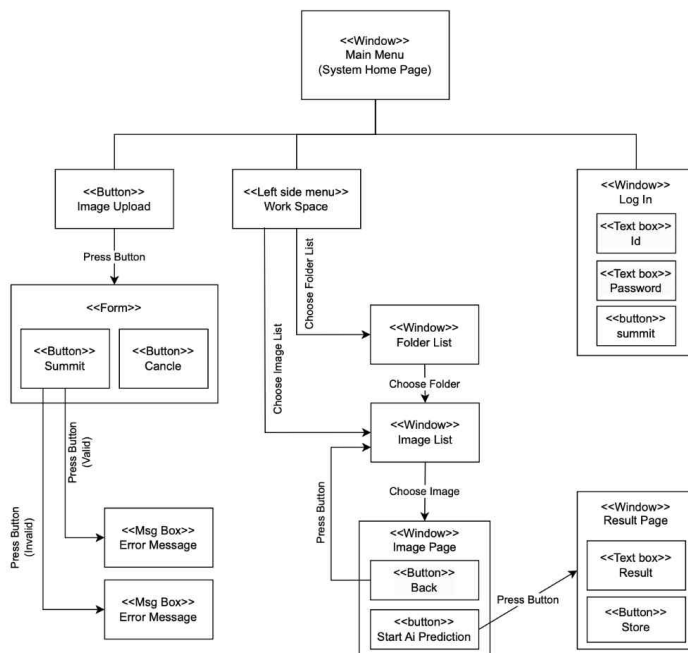 <<Window>>
Main Menu
(System Home Page)
<<Button>>
Image Upload
<<Left side menu>>
Work Space
<<Window>>
Log In
<<Text box>>
Id
<<Text box>>
Password
<<button>>
summit
Press Button
<<Form>>
<<Button>>
Summit
<<Button>>
Cancle
Choose Folder List
Choose Image List
<<Window>>
Folder List
Choose Folder
<<Window>>
Image List
Press Button
(Valid)
Press Button
(Invalid)
<<Msg Box>>
Error Message
<<Msg Box>>
Error Message
Press Button
Choose Image
<<Window>>
Image Page
<<Button>>
Back
<<button>>
Start Ai Prediction
Press Button
<<Window>>
Result Page
<<Text box>>
Result
<<Button>>
Store